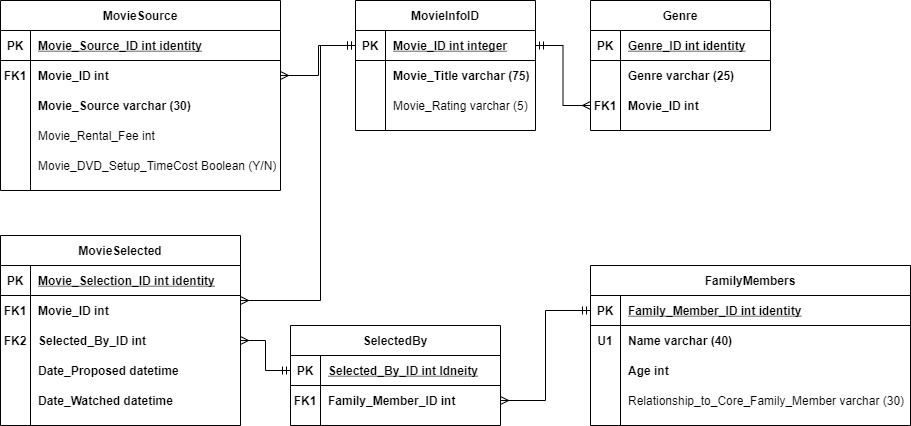 MovieSource
PK Movie_Source_ID int identity
FK1 Movie_ID int
Movie_Source varchar (30)
Movie_Rental_Fee int
Movie_DVD_Setup_TimeCost Boolean (Y/N)
MovieInfoID
PK Movie_ID int integer
Movie_Title varchar (75)
Movie_Rating varchar (5)
Genre
PK Genre_ID int identity
Genre varchar (25)
FK1 Movie_ID int
MovieSelected
PK Movie_Selection_ID int identity
FK1 Movie_ID int
FK2 Selected_By_ID int
Date_Proposed datetime
Date_Watched datetime
SelectedBy
PK Selected_By_ID int Idneity
FK1 Family_Member_ID int
FamilyMembers
PK Family_Member_ID int identity
U1 Name varchar (40)
Age int
Relationship_to_Core_Family_Member varchar (30)